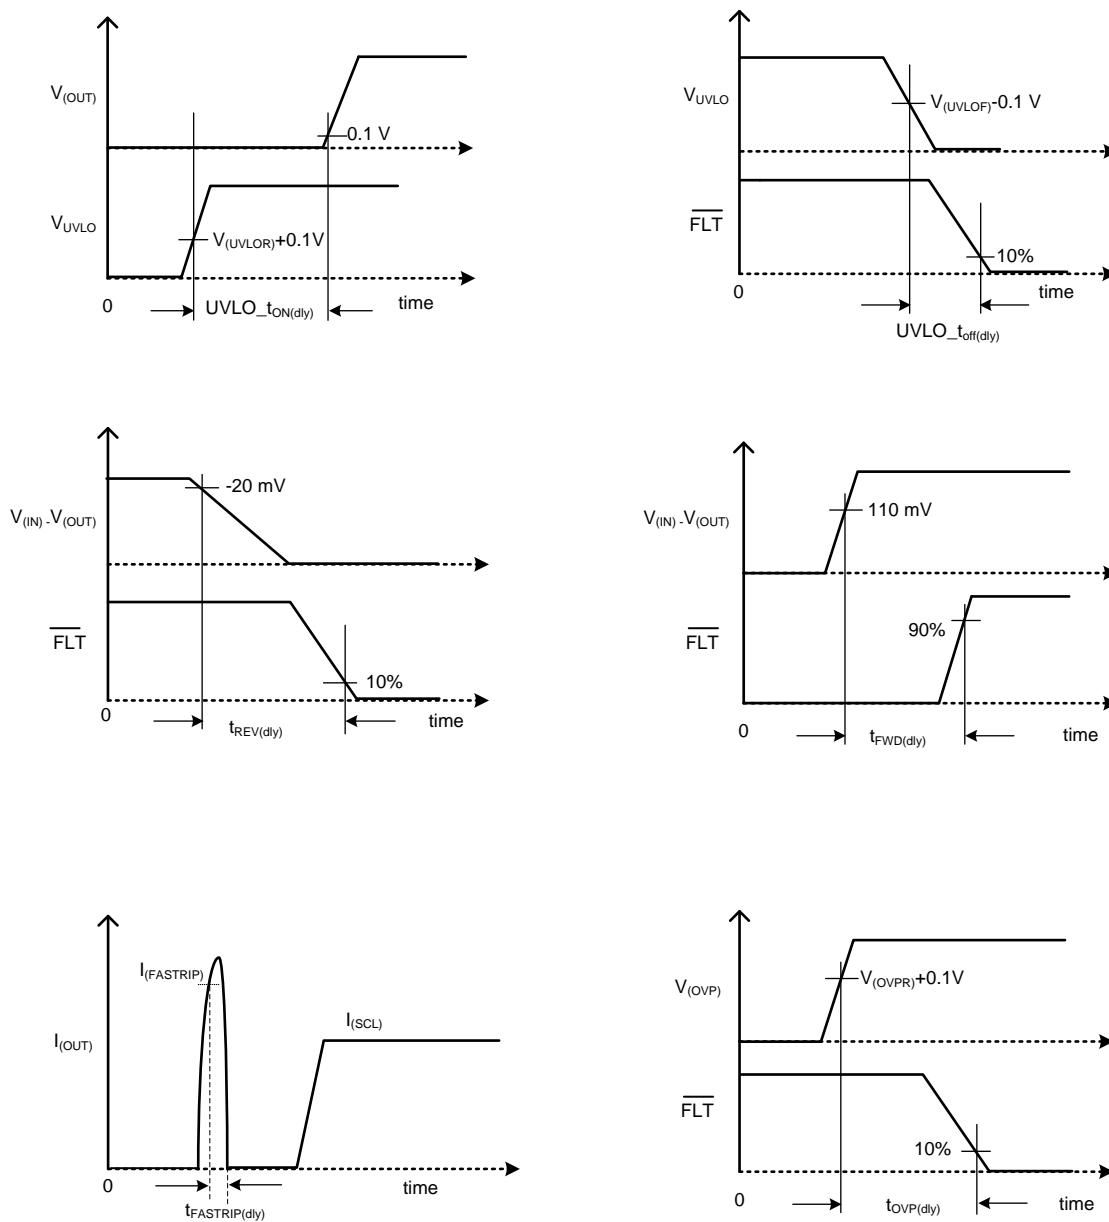 V(OUT)
0.1 V
VUVLO
V(UVLOR)+0.1V
0
UVLO_tON(dly)
time
VUVLO
V(UVLOF)-0.1 V
FLT
10%
0
time
UVLO_toff(dly)
-20 mV
V(IN) -V(OUT)
FLT
10%
0
tREV(dly)
time
V(IN) -V(OUT)
110 mV
90%
FLT
0
tFWD(dly)
time
I(FASTRIP)
I(SCL)
I(OUT)
0
time
tFASTRIP(dly)
V(OVP)
V(OVPR)+0.1V
FLT
10%
0
tOVP(dly)
time